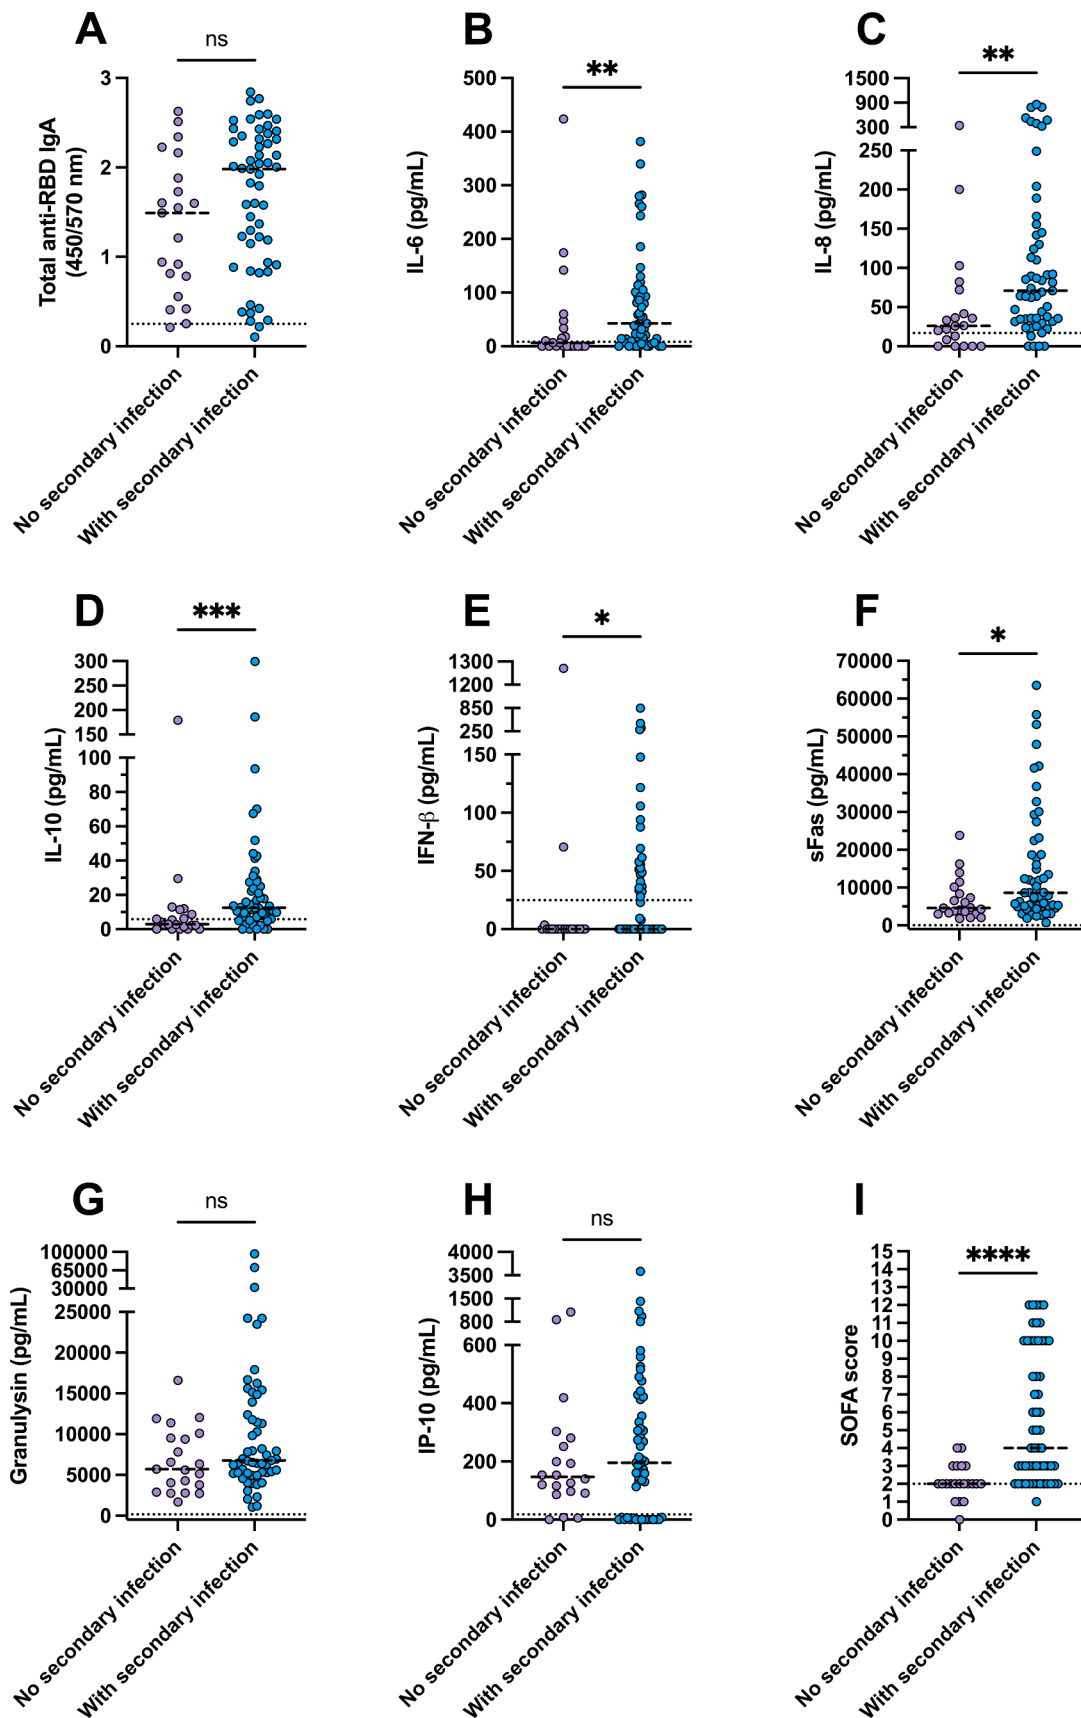 A
ns
Total anti-RBD IgA
(450/570 nm)
3
2
1
0
No secondary infection
With secondary infection
B
**
IL-6 (pg/mL)
500
400
300
200
100
0
No secondary infection
With secondary infection
C
**
IL-8 (pg/mL)
1500
900
300
250
200
150
100
50
0
No secondary infection
With secondary infection
D
***
IL-10 (pg/mL)
300
250
200
150
100
80
60
40
20
0
No secondary infection
With secondary infection
E
*
IFN-β (pg/mL)
1300
1200
850
250
150
100
50
0
No secondary infection
With secondary infection
F
*
sFas (pg/mL)
70000
60000
50000
40000
30000
20000
10000
0
No secondary infection
With secondary infection
G
ns
Granulysin (pg/mL)
100000
65000
30000
25000
20000
15000
10000
5000
0
No secondary infection
With secondary infection
H
ns
IP-10 (pg/mL)
4000
3500
1500
800
600
400
200
0
No secondary infection
With secondary infection
I
****
SOFA score
15
14
13
12
11
10
9
8
7
6
5
4
3
2
1
0
No secondary infection
With secondary infection